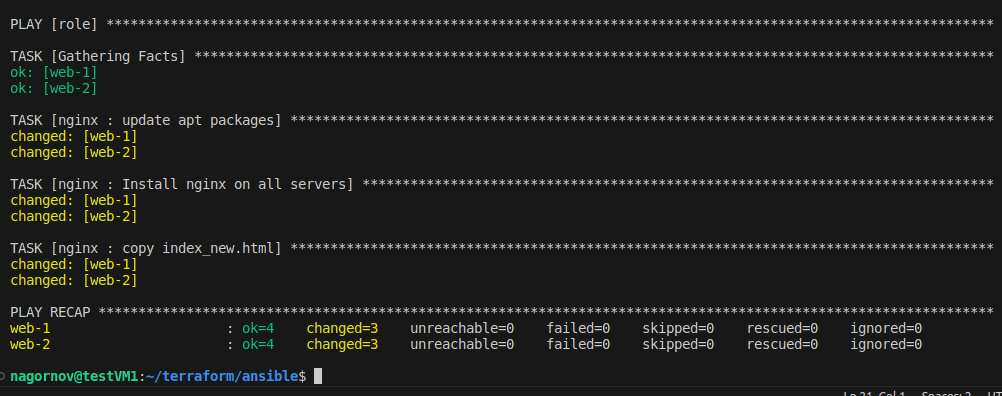 PLAY [role] ***************************************************************************************************************
TASK [Gathering Facts] ****************************************************************************************************
ok: [web-1]
ok: [web-2]
TASK [nginx : update apt packages] ****************************************************************************************
changed: [web-1]
changed: [web-2]
TASK [nginx : Install nginx on all servers] *******************************************************************************
changed: [web-1]
changed: [web-2]
TASK [nginx : copy index_new.html] ****************************************************************************************
changed: [web-1]
changed: [web-2]
PLAY RECAP ****************************************************************************************************************
web-1                      : ok=4    changed=3    unreachable=0    failed=0    skipped=0    rescued=0    ignored=0
web-2                      : ok=4    changed=3    unreachable=0    failed=0    skipped=0    rescued=0    ignored=0
nagornov@testVM1:~/terraform/ansible$